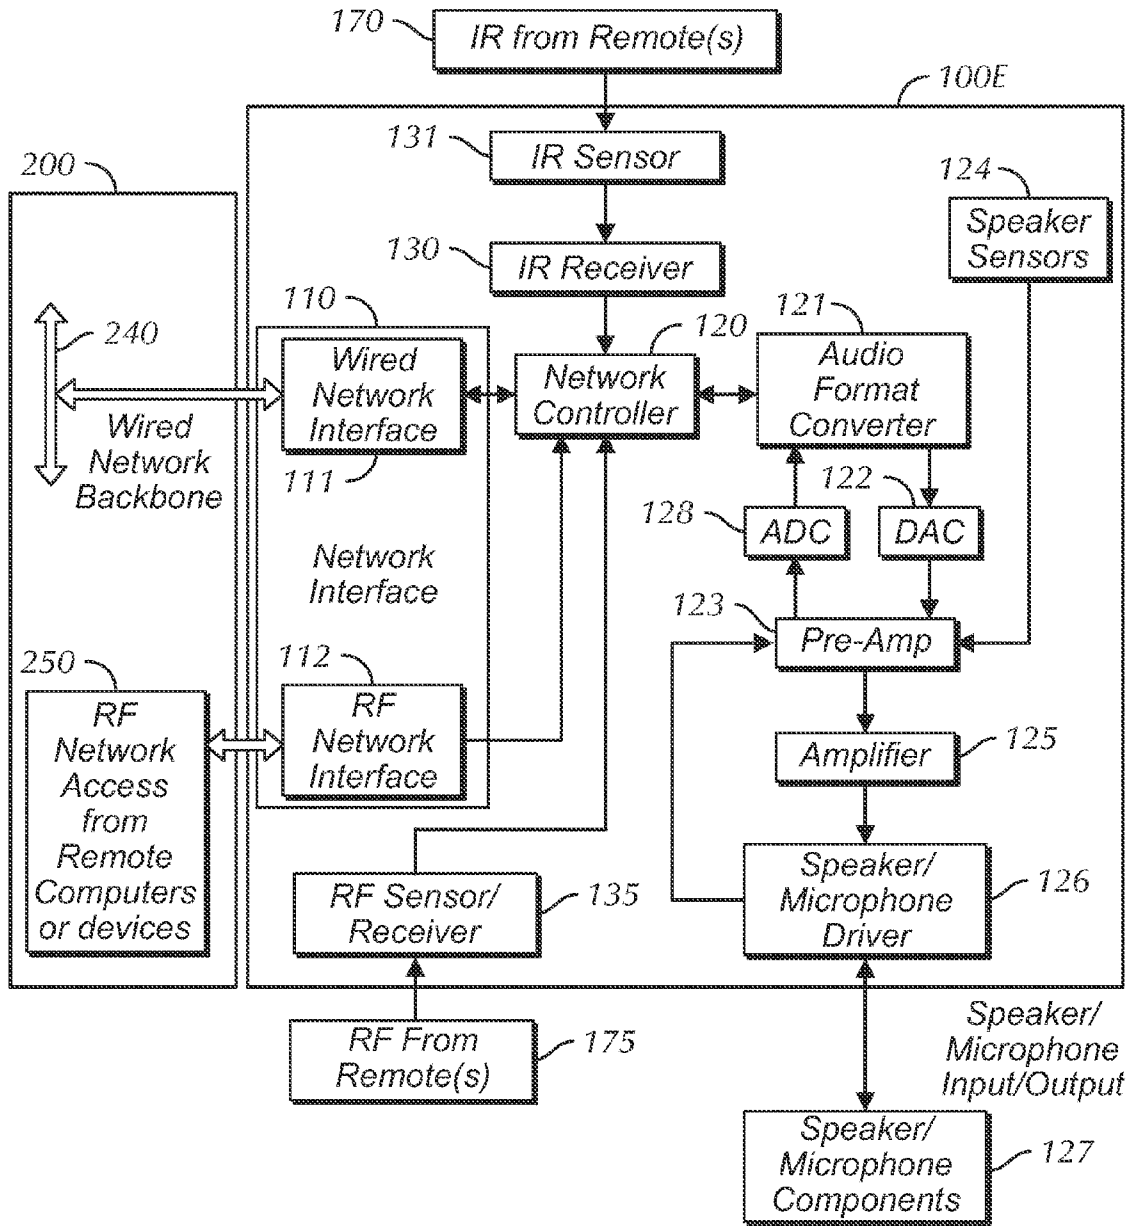 170
IR from Remote(s)
100E
131
IR Sensor
200
124
Speaker
Sensors
130
IR Receiver
110
120
121
240
Wired
Network
Interface
Network
Controller
Audio
Format
Converter
Wired
Network
Backbone
111
122
128
ADC
DAC
Network
Interface
123
Pre-Amp
250
112
RF
Network
Access
from
Remote
Computers
or devices
RF
Network
Interface
Amplifier
125
RF Sensor/
Receiver
135
Speaker/
Microphone
Driver
126
RF From
Remote(s)
175
Speaker/
Microphone
Input/Output
Speaker/
Microphone
Components
127